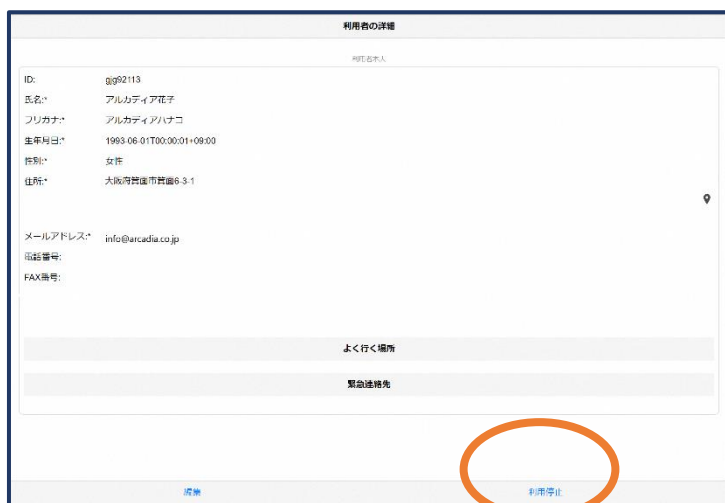 利用者の詳細
利用者本人
ID: gjg92113
氏名:* アルカディア花子
フリガナ:* アルカディアハナコ
生年月日:* 1993-06-01T00:00:01+09:00
性別:* 女性
住所:* 大阪府箕面市箕面6-3-1
メールアドレス:* info@arcadia.co.jp
電話番号:
FAX番号:
よく行く場所
緊急連絡先
編集 利用停止